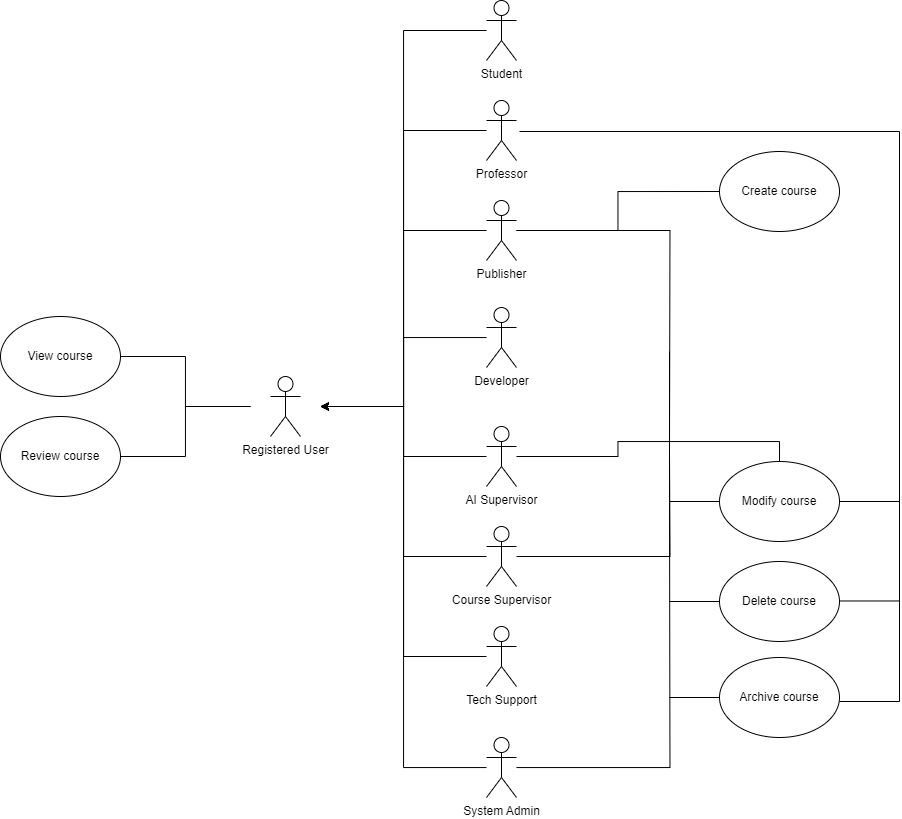 Student
Professor
Create course
Publisher
View course
Developer
Registered User
Review course
AI Supervisor
Modify course
Course Supervisor
Delete course
Tech Support
Archive course
System Admin